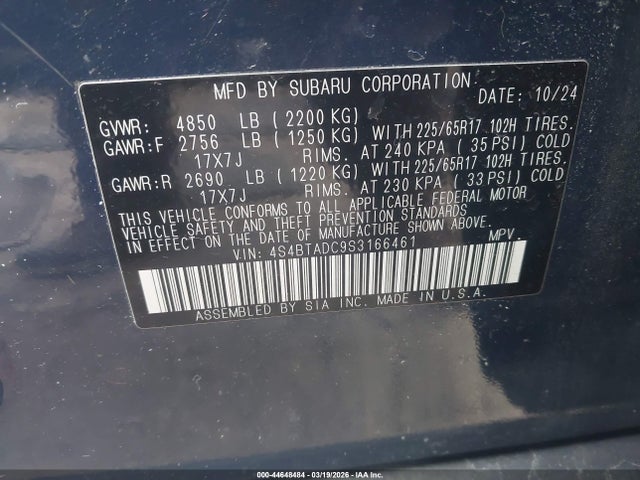 MFD BY SUBARU CORPORATION
DATE: 10/24
GVWR: 4850 LB ( 2200 KG)
GAWR:F 2756 LB ( 1250 KG) WITH 225/65R17 102H TIRES.
17X7J RIMS. AT 240 KPA ( 35 PSI) COLD
GAWR:R 2690 LB ( 1220 KG) WITH 225/65R17 102H TIRES.
17X7J RIMS. AT 230 KPA ( 33 PSI) COLD
THIS VEHICLE CONFORMS TO ALL APPLICABLE FEDERAL MOTOR
VEHICLE SAFETY AND THEFT PREVENTION STANDARDS
IN EFFECT ON THE DATE OF MANUFACTURE SHOWN ABOVE.
VIN: 4S4BTADC9S3166461 MPV.
ASSEMBLED BY SIA INC. MADE IN U.S.A.
000-44648484 - 03/19/2026 - IAA Inc.